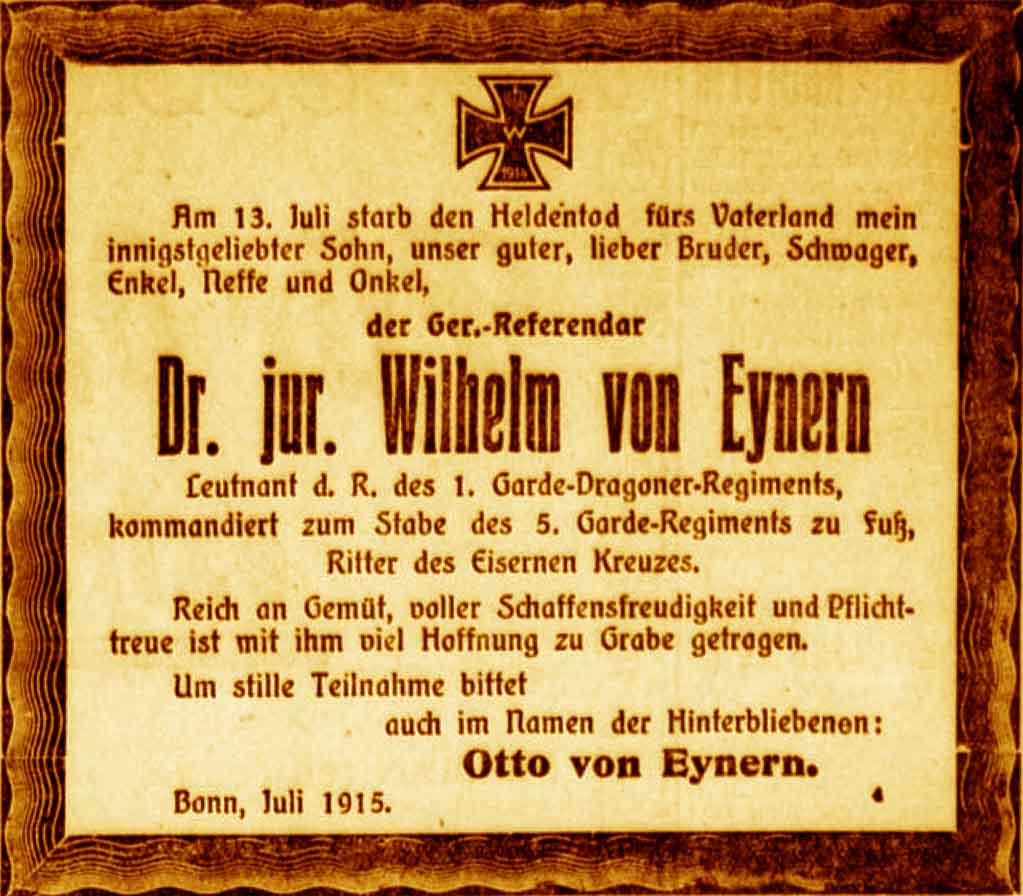 W
1914
Am 13. Juli starb den Heldentod fürs Vaterland mein
innigstgeliebter Sohn, unser guter, lieber Bruder, Schwager,
Enkel, Neffe und Onkel,
der Ger.-Referendar
Dr. jur. Wilhelm von Eynern
Leutnant d. R. des 1. Garde-Dragoner-Regiments,
kommandiert zum Stabe des 5. Garde-Regiments zu Fuß,
Ritter des Eisernen Kreuzes.
Reich an Gemüt, voller Schaffensfreudigkeit und Pflicht-
treue ist mit ihm viel Hoffnung zu Grabe getragen.
Um stille Teilnahme bittet
auch im Namen der Hinterbliebenen:
Otto von Eynern.
Bonn, Juli 1915.
4